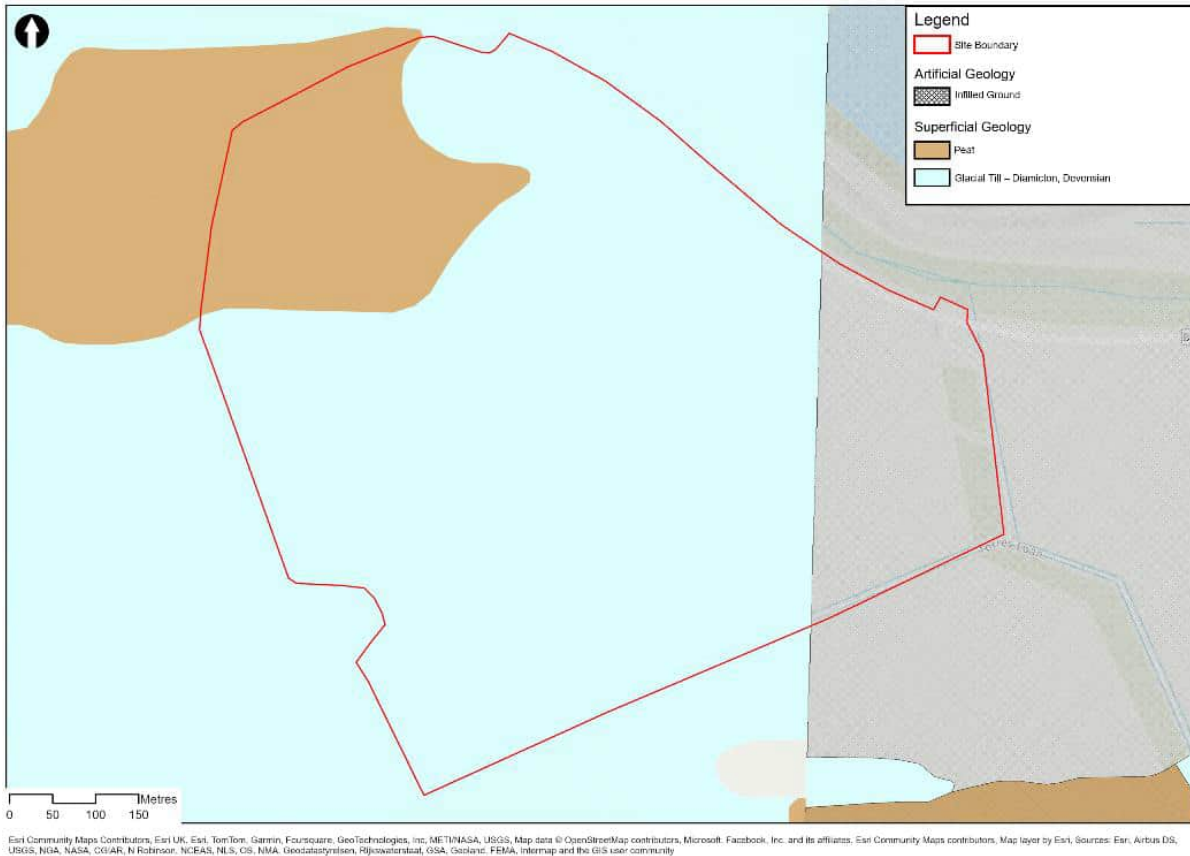 Legend
Site Boundary
Artificial Geology
Infilled Ground
Superficial Geology
Peat
Glacial Till – Diamicton, Devensian
Metres
0 50 100 150
Esri Community Maps Contributors, Esri UK, Esri, TomTom, Garmin, Foursquare, GeoTechnologies, Inc, METI/NASA, USGS, Map data © OpenStreetMap contributors, Microsoft, Facebook, Inc. and its affiliates, Esri Community Maps contributors, Map layer by Esri, Sources: Esri, Airbus DS,
USGS, NGA, NASA, CGIAR, N Robinson, NCEAS, NLS, OS, NMA, Geodatastyrelsen, Rijkswaterstaat, GSA, Geoland, FEMA, Intermap and the GIS user community